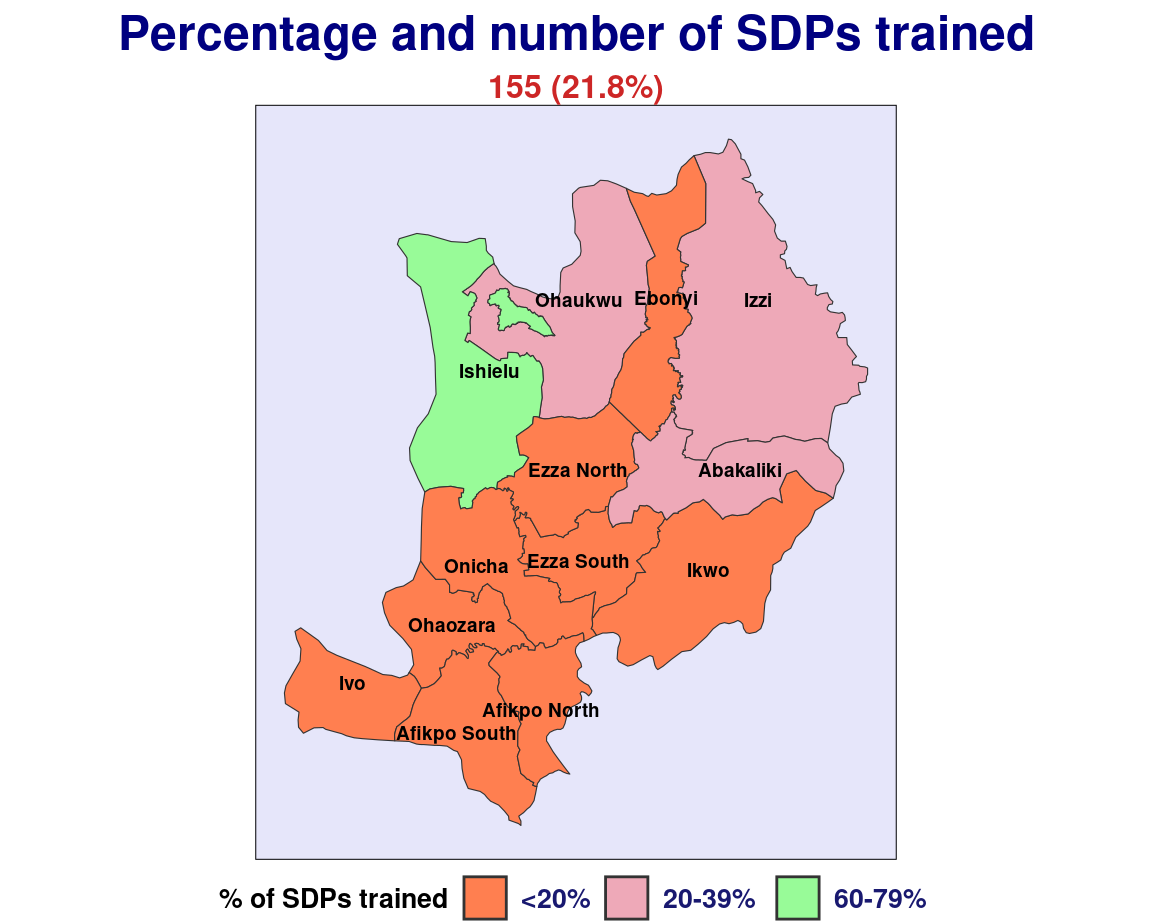 Percentage and number of SDPs trained
155 (21.8%)
Ohaukwu
Ebonyi
Izzi
Ishielu
Ezza North
Abakaliki
Onicha
Ezza South
Ikwo
Ohaozara
Ivo
Afikpo North
Afikpo South
% of SDPs trained <20% 20-39% 60-79%